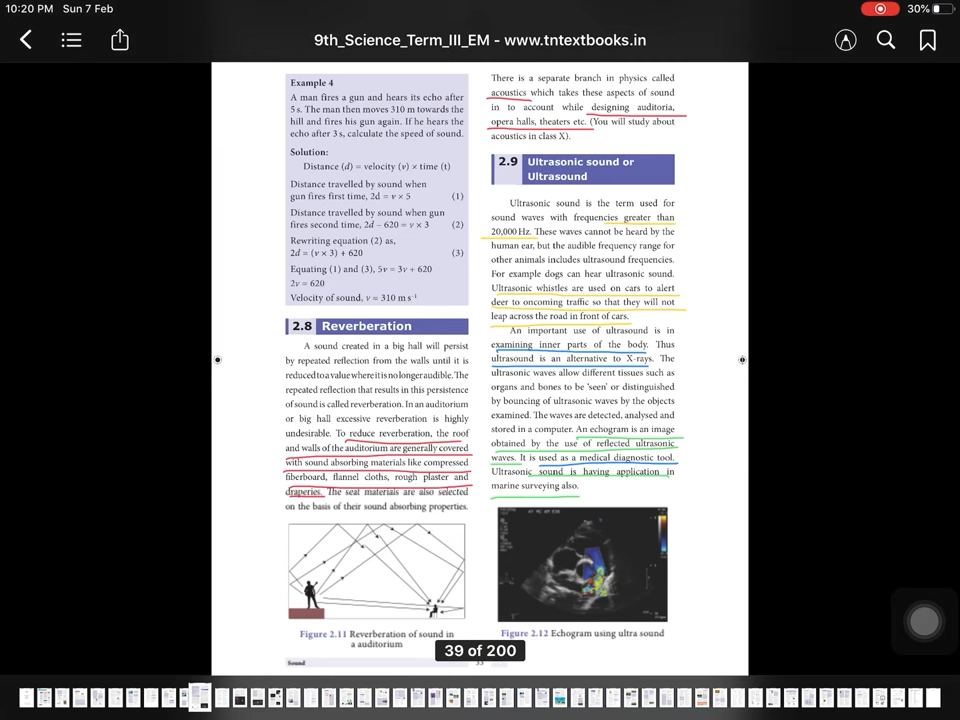 10:20 PM Sun 7 Feb
30%
9th_Science_Term_III_EM - www.tntextbooks.in
Example 4
A man fires a gun and hears its echo after
5 s. The man then moves 310 m towards the
hill and fires his gun again. If he hears the
echo after 3 s, calculate the speed of sound.
Solution:
Distance (d) = velocity (v) × time (t)
Distance travelled by sound when
gun fires first time, 2d = v × 5 (1)
Distance travelled by sound when gun
fires second time, 2d – 620 = v × 3 (2)
Rewriting equation (2) as,
2d = (v × 3) + 620 (3)
Equating (1) and (3), 5v = 3v + 620
2v = 620
Velocity of sound, v = 310 m s⁻¹
2.8 Reverberation
A sound created in a big hall will persist
by repeated reflection from the walls until it is
reduced to a value where it is no longer audible. The
repeated reflection that results in this persistence
of sound is called reverberation. In an auditorium
or big hall excessive reverberation is highly
undesirable. To reduce reverberation, the roof
and walls of the auditorium are generally covered
with sound absorbing materials like compressed
fiberboard, flannel cloths, rough plaster and
draperies. The seat materials are also selected
on the basis of their sound absorbing properties.
Figure 2.11 Reverberation of sound in
a auditorium
Sound
There is a separate branch in physics called
acoustics which takes these aspects of sound
in to account while designing auditoria,
opera halls, theaters etc. (You will study about
acoustics in class X).
2.9 Ultrasonic sound or
Ultrasound
Ultrasonic sound is the term used for
sound waves with frequencies greater than
20,000 Hz. These waves cannot be heard by the
human ear, but the audible frequency range for
other animals includes ultrasound frequencies.
For example dogs can hear ultrasonic sound.
Ultrasonic whistles are used on cars to alert
deer to oncoming traffic so that they will not
leap across the road in front of cars.
An important use of ultrasound is in
examining inner parts of the body. Thus
ultrasound is an alternative to X-rays. The
ultrasonic waves allow different tissues such as
organs and bones to be 'seen' or distinguished
by bouncing of ultrasonic waves by the objects
examined. The waves are detected, analysed and
stored in a computer. An echogram is an image
obtained by the use of reflected ultrasonic
waves. It is used as a medical diagnostic tool.
Ultrasonic sound is having application in
marine surveying also.
Figure 2.12 Echogram using ultra sound
39 of 200